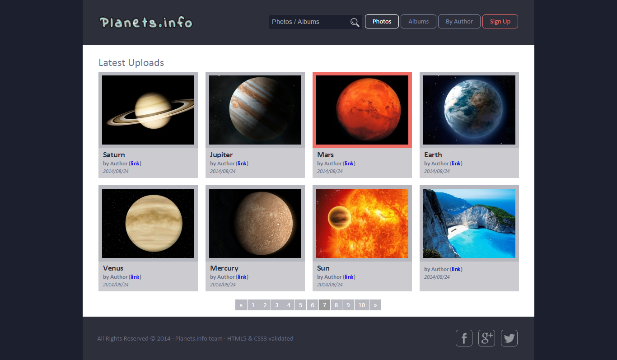 Planets.info
Photos / Albums
Photos
Albums
By Author
Sign Up
Latest Uploads
Saturn
by Author (link)
2014/08/24
Jupiter
by Author (link)
2014/08/24
Mars
by Author (link)
2014/08/24
Earth
by Author (link)
2014/08/24
Venus
by Author (link)
2014/08/24
Mercury
by Author (link)
2014/08/24
Sun
by Author (link)
2014/08/24
by Author (link)
2014/08/24
« 1 2 3 4 5 6 7 8 9 10 »
All Rights Reserved © 2014 - Planets.info team - HTML5 & CSS validated
f g+